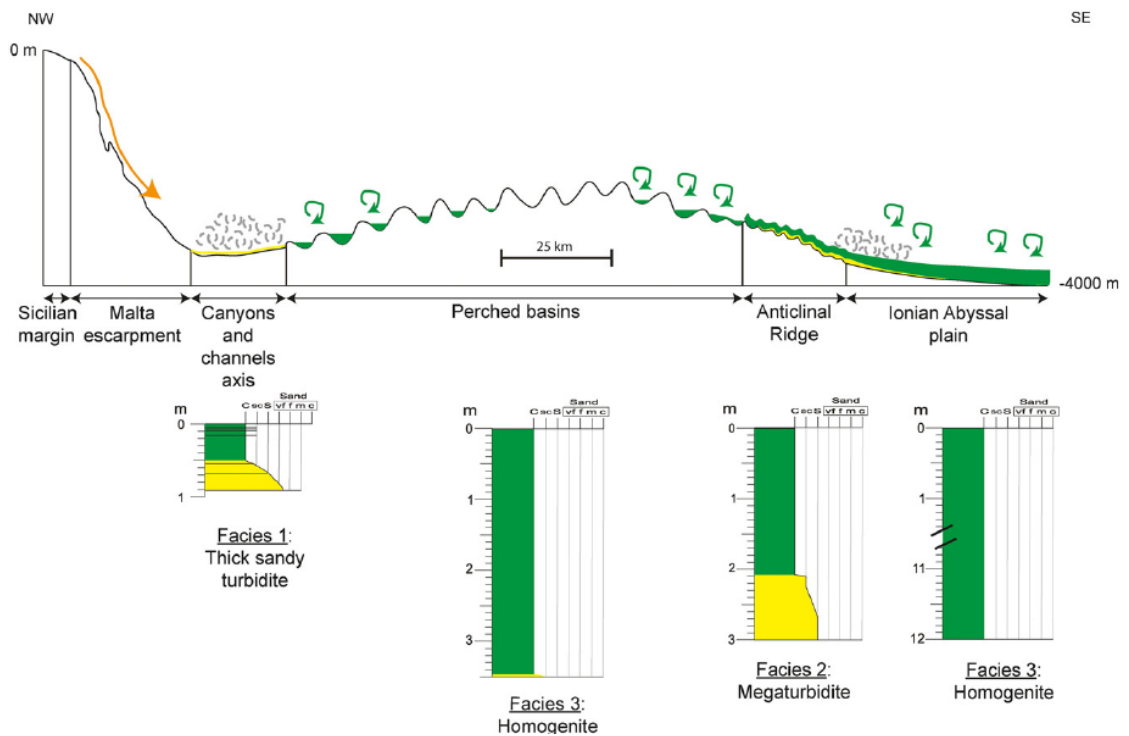 NW
SE
0 m
25 km
-4000 m
Sicilian
margin
Malta
escarpment
Canyons
and
channels
axis
Perched basins
Anticlinal
Ridge
Ionian Abyssal
plain
m
Sand
C sc S vf f m c
0
1
Facies 1:
Thick sandy
turbidite
m
Sand
C sc S vf f m c
0
1
2
3
Facies 3:
Homogenite
m
Sand
C sc S vf f m c
0
1
2
3
Facies 2:
Megaturbidite
m
Sand
C sc S vf f m c
0
1
11
12
Facies 3:
Homogenite